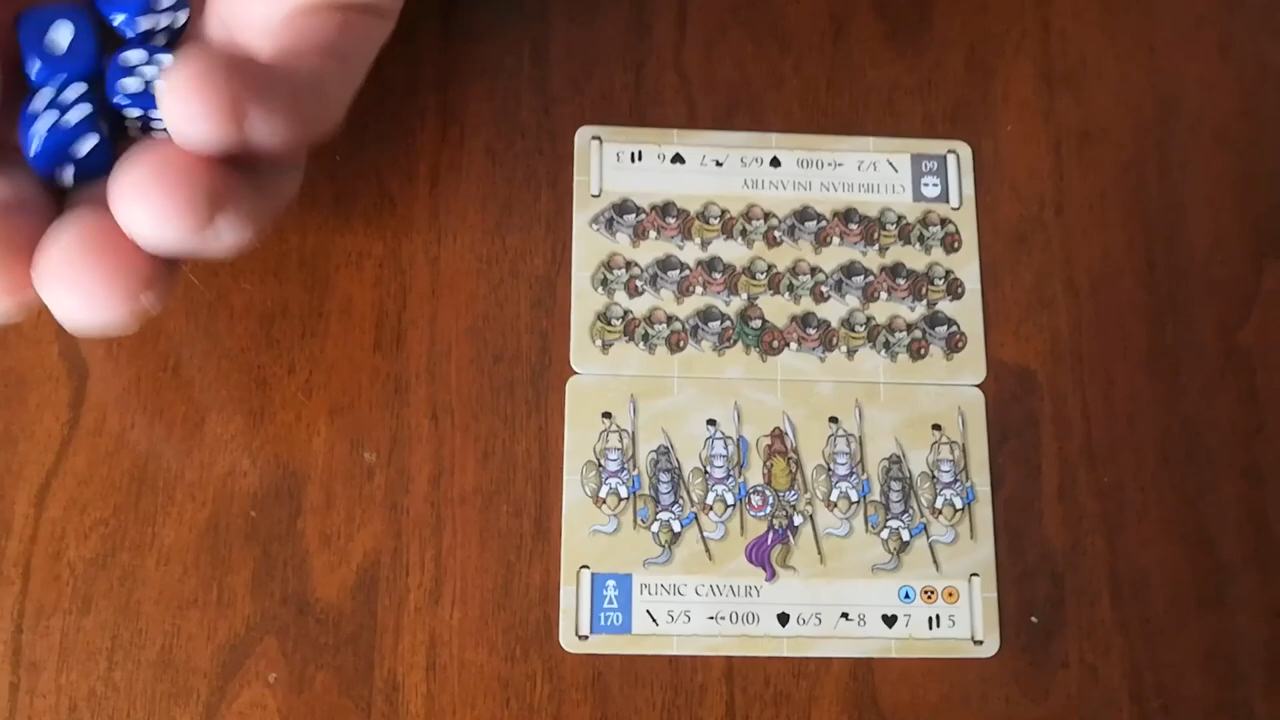 60 3/2 0(0) 6/5 7 6 3
CELTIBERIAN INFANTRY
PUNIC CAVALRY
170 5/5 0(0) 6/5 8 7 5